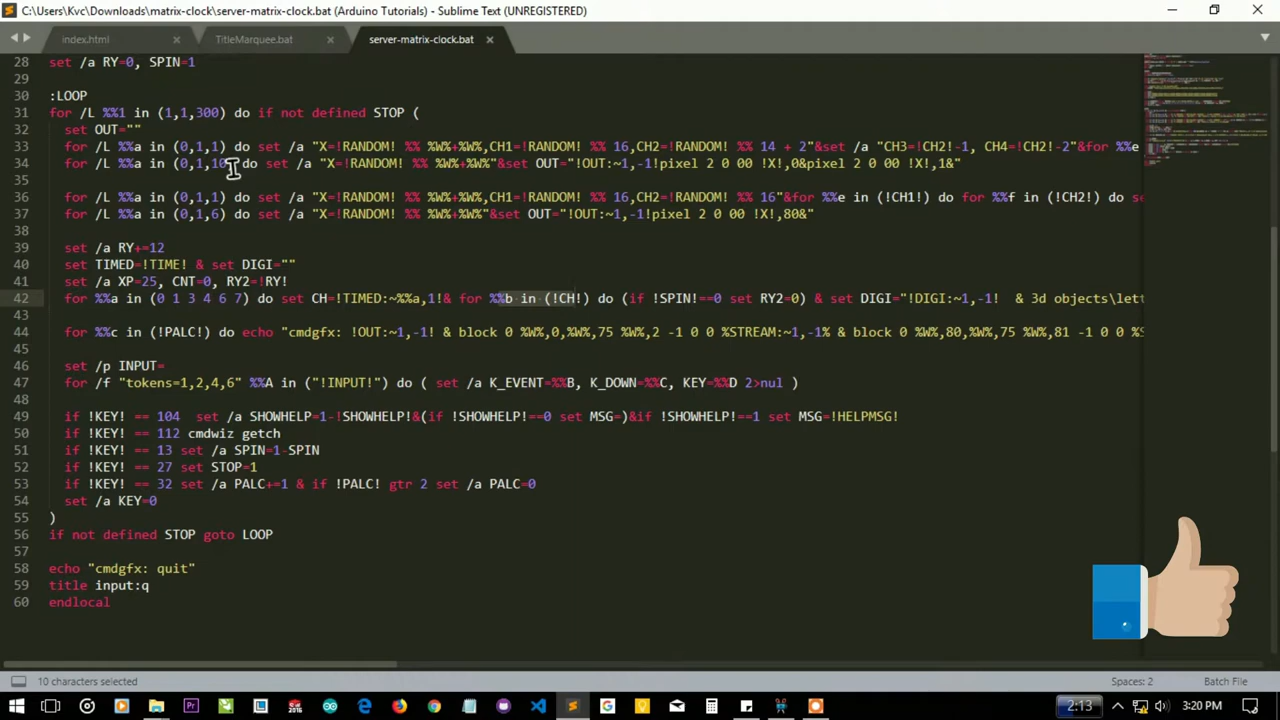 C:\Users\Kvc\Downloads\matrix-clock\server-matrix-clock.bat (Arduino Tutorials) - Sublime Text (UNREGISTERED)
index.html
TitleMarquee.bat
server-matrix-clock.bat
28 set /a RY=0, SPIN=1
29
30 :LOOP
31 for /L %%1 in (1,1,300) do if not defined STOP (
32 set OUT=""
33 for /L %%a in (0,1,1) do set /a "X=!RANDOM! %% %W%+%W%,CH1=!RANDOM! %% 16,CH2=!RANDOM! %% 14 + 2"&set /a "CH3=!CH2!-1, CH4=!CH2!-2"&for %%e
34 for /L %%a in (0,1,10) do set /a "X=!RANDOM! %% %W%+%W%"&set OUT="!OUT:~1,-1!pixel 2 0 00 !X!,0&pixel 2 0 00 !X!,1&"
35
36 for /L %%a in (0,1,1) do set /a "X=!RANDOM! %% %W%+%W%,CH1=!RANDOM! %% 16,CH2=!RANDOM! %% 16"&for %%e in (!CH1!) do for %%f in (!CH2!) do se
37 for /L %%a in (0,1,6) do set /a "X=!RANDOM! %% %W%+%W%"&set OUT="!OUT:~1,-1!pixel 2 0 00 !X!,80&"
38
39 set /a RY+=12
40 set TIMED=!TIME! & set DIGI=""
41 set /a XP=25, CNT=0, RY2=!RY!
42 for %%a in (0 1 3 4 6 7) do set CH=!TIMED:~%%a,1!& for %%b in (!CH!) do (if !SPIN!==0 set RY2=0) & set DIGI="!DIGI:~1,-1!  & 3d objects\lett
43
44 for %%c in (!PALC!) do echo "cmdgfx: !OUT:~1,-1! & block 0 %W%,0,%W%,75 %W%,2 -1 0 0 %STREAM:~1,-1% & block 0 %W%,80,%W%,75 %W%,81 -1 0 0 %S
45
46 set /p INPUT=
47 for /f "tokens=1,2,4,6" %%A in ("!INPUT!") do ( set /a K_EVENT=%%B, K_DOWN=%%C, KEY=%%D 2>nul )
48
49 if !KEY! == 104  set /a SHOWHELP=1-!SHOWHELP!&(if !SHOWHELP!==0 set MSG=)&if !SHOWHELP!==1 set MSG=!HELPMSG!
50 if !KEY! == 112 cmdwiz getch
51 if !KEY! == 13 set /a SPIN=1-SPIN
52 if !KEY! == 27 set STOP=1
53 if !KEY! == 32 set /a PALC+=1 & if !PALC! gtr 2 set /a PALC=0
54 set /a KEY=0
55 )
56 if not defined STOP goto LOOP
57
58 echo "cmdgfx: quit"
59 title input:q
60 endlocal
10 characters selected
Spaces: 2
Batch File
2:13
3:20 PM